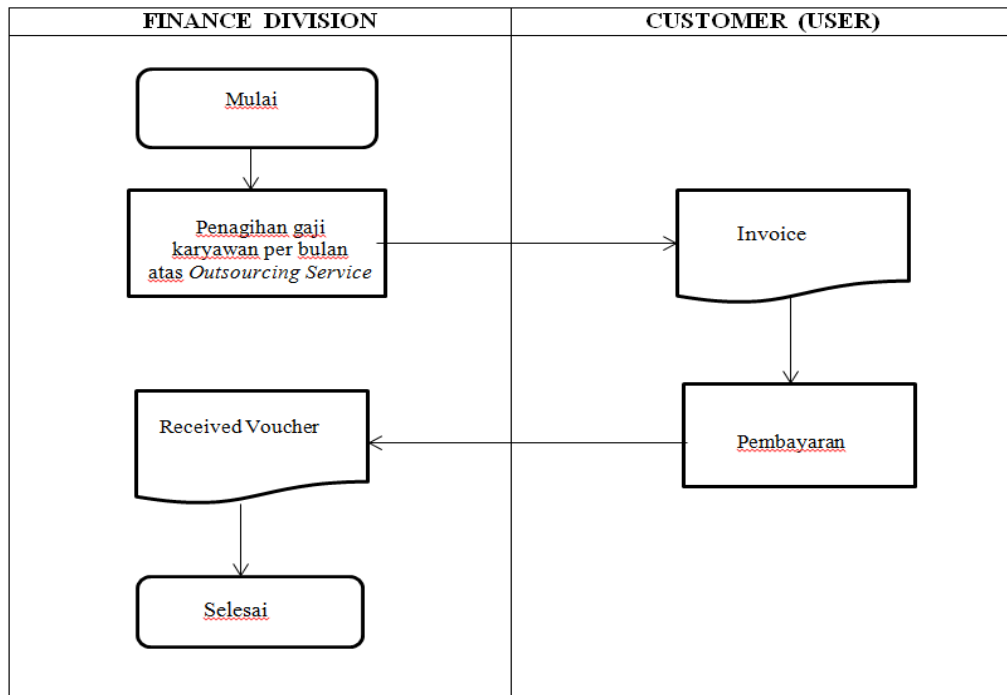 FINANCE DIVISION
CUSTOMER (USER)
Mulai
Penagihan gaji
karyawan per bulan
atas Outsourcing Service
Invoice
Pembayaran
Received Voucher
Selesai